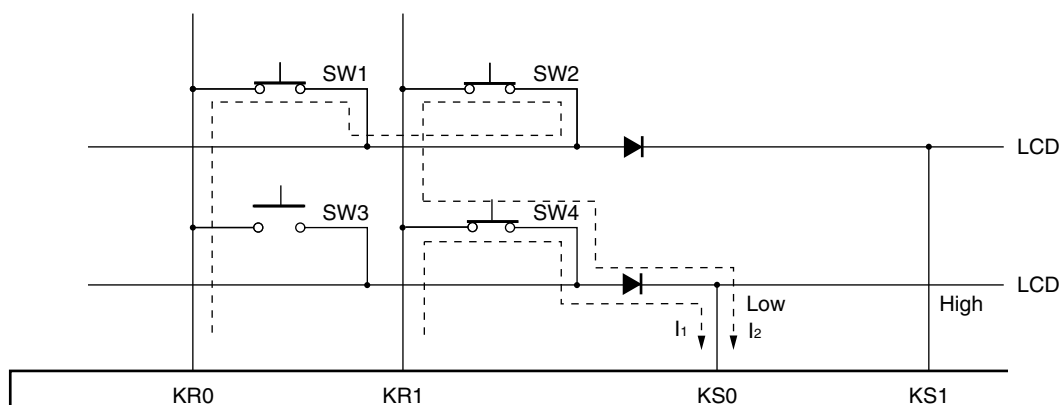 SW1
SW2
LCD
SW3
SW4
LCD
Low
High
I1
I2
KR0
KR1
KS0
KS1